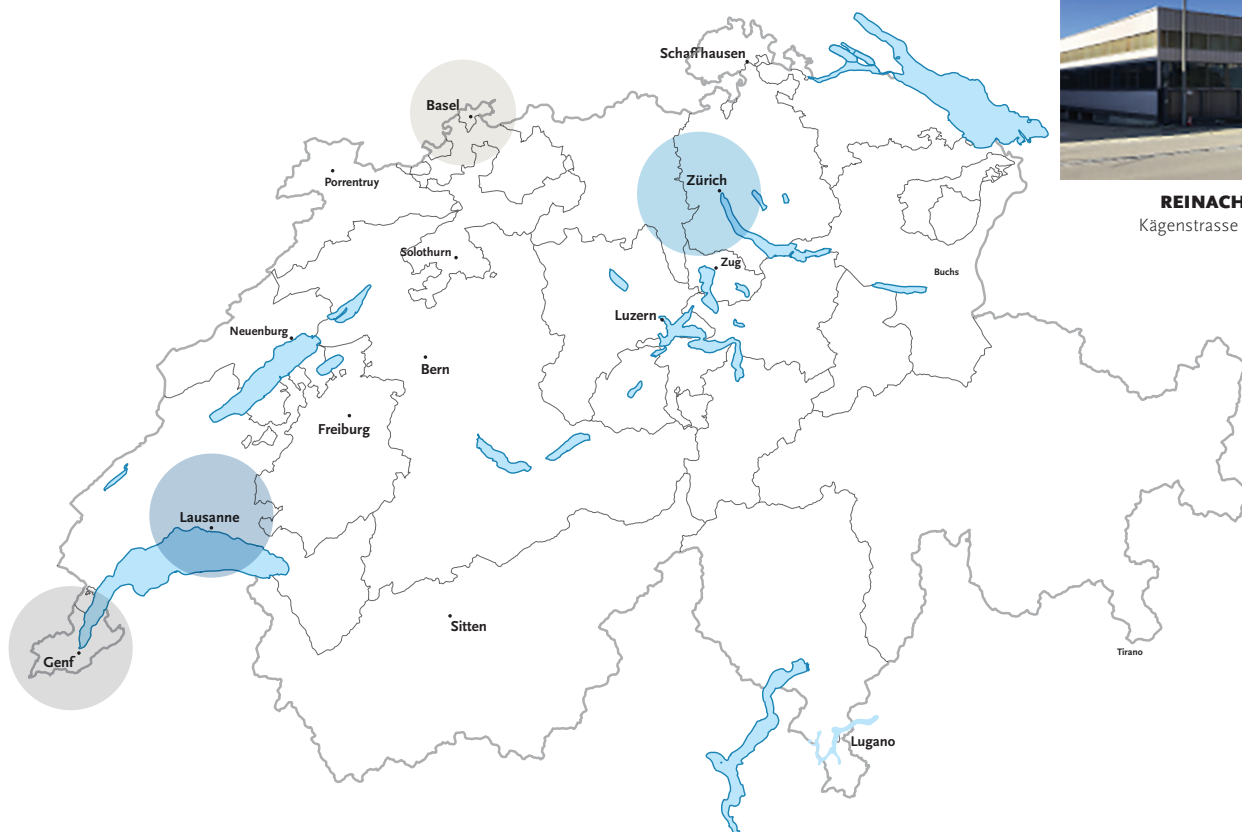 Schaffhausen
Basel
Porrentruy
Zürich
REINACH
Kägenstrasse
Solothurn
Zug
Buchs
Luzern
Neuenburg
Bern
Freiburg
Lausanne
Sitten
Genf
Tirano
Lugano